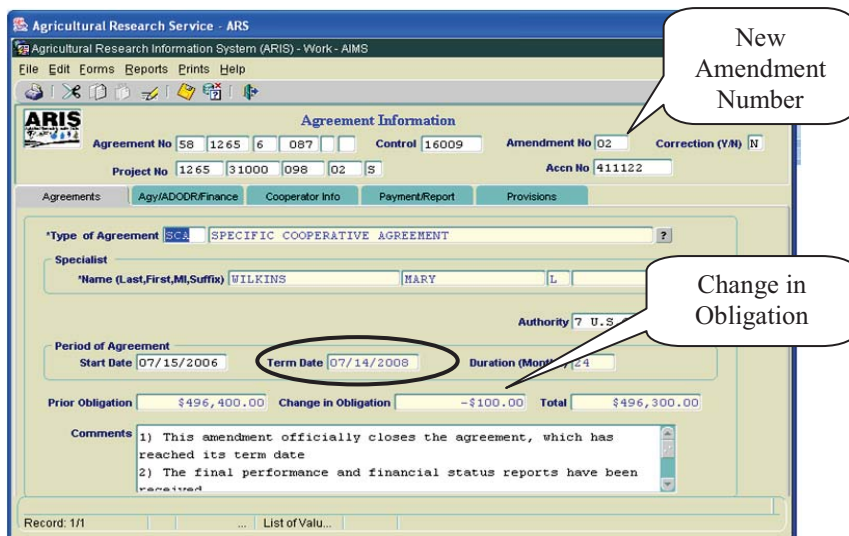 Agricultural Research Service - ARS
Agricultural Research Information System (ARIS) - Work - AIMS
File Edit Forms Reports Prints Help
New
Amendment
Number
ARIS
Agreement Information
Agreement No 58 1265 6 087 Control 16009 Amendment No 02 Correction (Y/N) N
Project No 1265 31000 098 02 S Accn No 411122
Agreements Agy/ADODR/Finance Cooperator Info Payment/Report Provisions
*Type of Agreement SCA SPECIFIC COOPERATIVE AGREEMENT ?
Specialist
*Name (Last,First,MI,Suffix) WILKINS MARY L
Change in
Obligation
Authority 7 U.S.
Period of Agreement
Start Date 07/15/2006 Term Date 07/14/2008 Duration (Mont 24
Prior Obligation $496,400.00 Change in Obligation -$100.00 Total $496,300.00
Comments 1) This amendment officially closes the agreement, which has
reached its term date
2) The final performance and financial status reports have been
received
Record: 1/1 ... List of Valu...